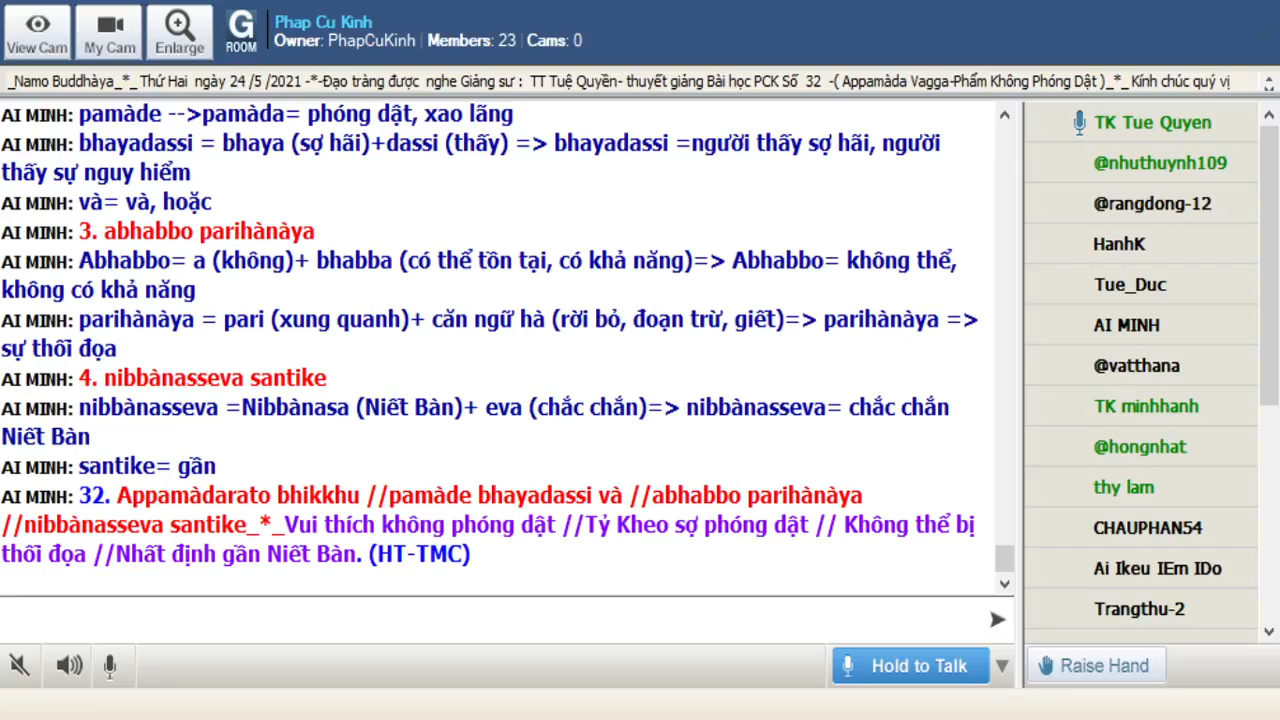 View Cam
My Cam
Enlarge
G
ROOM
Phap Cu Kinh
Owner: PhapCuKinh | Members: 23 | Cams: 0
_Namo Buddhàya_*_ Thứ Hai ngày 24 /5 /2021 -*-Đạo tràng được nghe Giảng sư : TT Tuệ Quyền- thuyết giảng Bài học PCK Số 32 -( Appamàda Vagga-Phẩm Không Phóng Dật )_*_ Kính chúc quý vị
AI MINH: pamàde -->pamàda= phóng dật, xao lãng
AI MINH: bhayadassi = bhaya (sợ hãi)+dassi (thấy) => bhayadassi =người thấy sợ hãi, người
thấy sự nguy hiểm
AI MINH: và= và, hoặc
AI MINH: 3. abhabbo parihànàya
AI MINH: Abhabbo= a (không)+ bhabba (có thể tồn tại, có khả năng)=> Abhabbo= không thể,
không có khả năng
AI MINH: parihànàya = pari (xung quanh)+ căn ngữ hà (rời bỏ, đoạn trừ, giết)=> parihànàya =>
sự thối đọa
AI MINH: 4. nibbànasseva santike
AI MINH: nibbànasseva =Nibbànasa (Niết Bàn)+ eva (chắc chắn)=> nibbànasseva= chắc chắn
Niết Bàn
AI MINH: santike= gần
AI MINH: 32. Appamàdarato bhikkhu //pamàde bhayadassi và //abhabbo parihànàya
//nibbànasseva santike_*_Vui thích không phóng dật //Tỷ Kheo sợ phóng dật // Không thể bị
thối đọa //Nhất định gần Niết Bàn. (HT-TMC)
TK Tue Quyen
@nhuthuynh109
@rangdong-12
HanhK
Tue_Duc
AI MINH
@vatthana
TK minhhanh
@hongnhat
thy lam
CHAUPHAN54
Ai Ikeu IEm IDo
Trangthu-2
Hold to Talk
Raise Hand